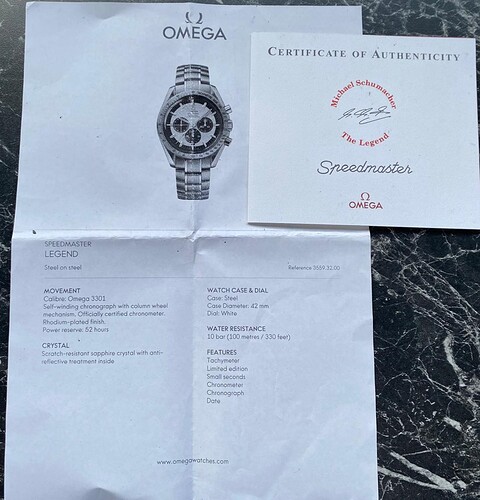 OMEGA
SPEEDMASTER
LEGEND
Steel on steel
Reference 3559.32.00
MOVEMENT
Calibre: Omega 3301
Self-winding chronograph with column wheel
mechanism. Officially certified chronometer.
Rhodium-plated finish.
Power reserve: 52 hours
CRYSTAL
Scratch-resistant sapphire crystal with anti-
reflective treatment inside
WATCH CASE & DIAL
Case: Steel
Case Diameter: 42 mm
Dial: White
WATER RESISTANCE
10 bar (100 metres / 330 feet)
FEATURES
Tachymeter
Limited edition
Small seconds
Chronometer
Chronograph
Date
www.omegawatches.com
CERTIFICATE OF AUTHENTICITY
Michael Schumacher
The Legend
Speedmaster
OMEGA